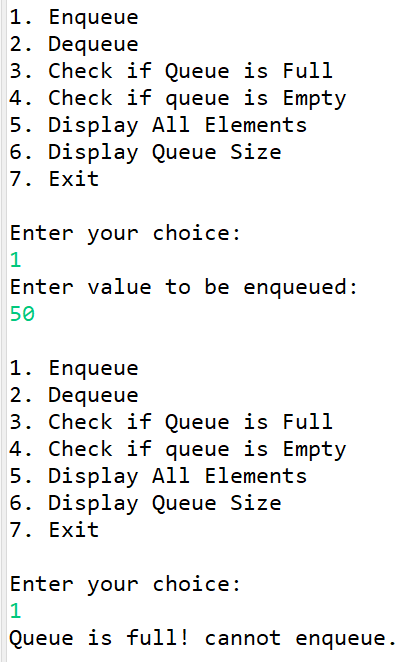 1. Enqueue
2. Dequeue
3. Check if Queue is Full
4. Check if queue is Empty
5. Display All Elements
6. Display Queue Size
7. Exit
Enter your choice:
1
Enter value to be enqueued:
50
1. Enqueue
2. Dequeue
3. Check if Queue is Full
4. Check if queue is Empty
5. Display All Elements
6. Display Queue Size
7. Exit
Enter your choice:
1
Queue is full! cannot enqueue.